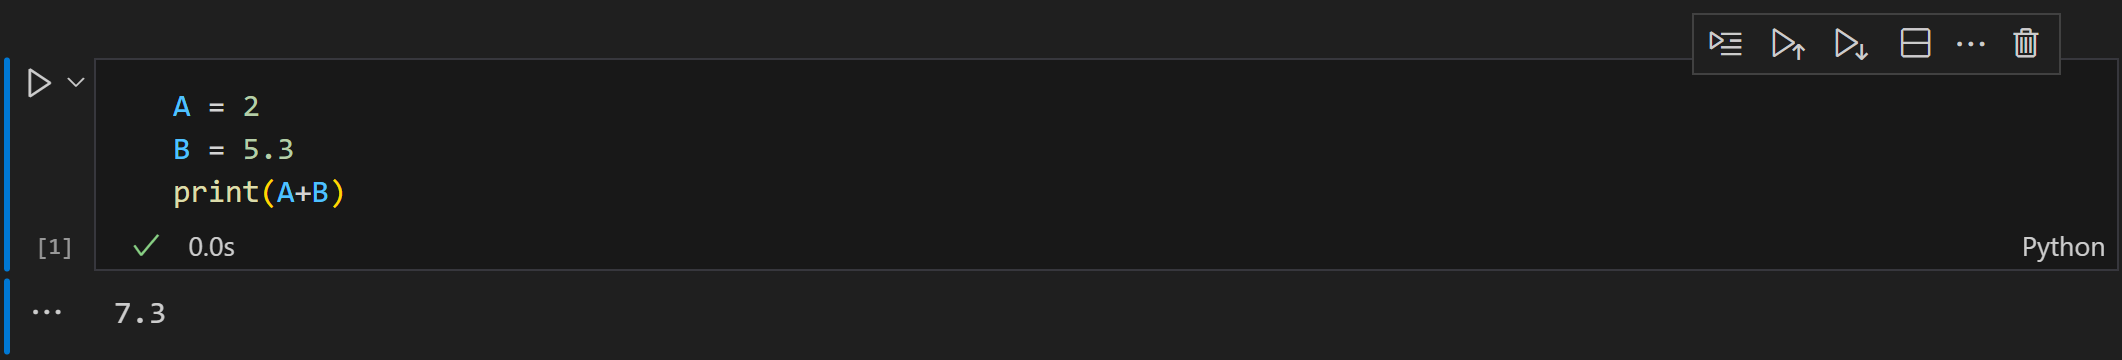 A = 2
B = 5.3
print(A+B)
[1]
0.0s
Python
7.3